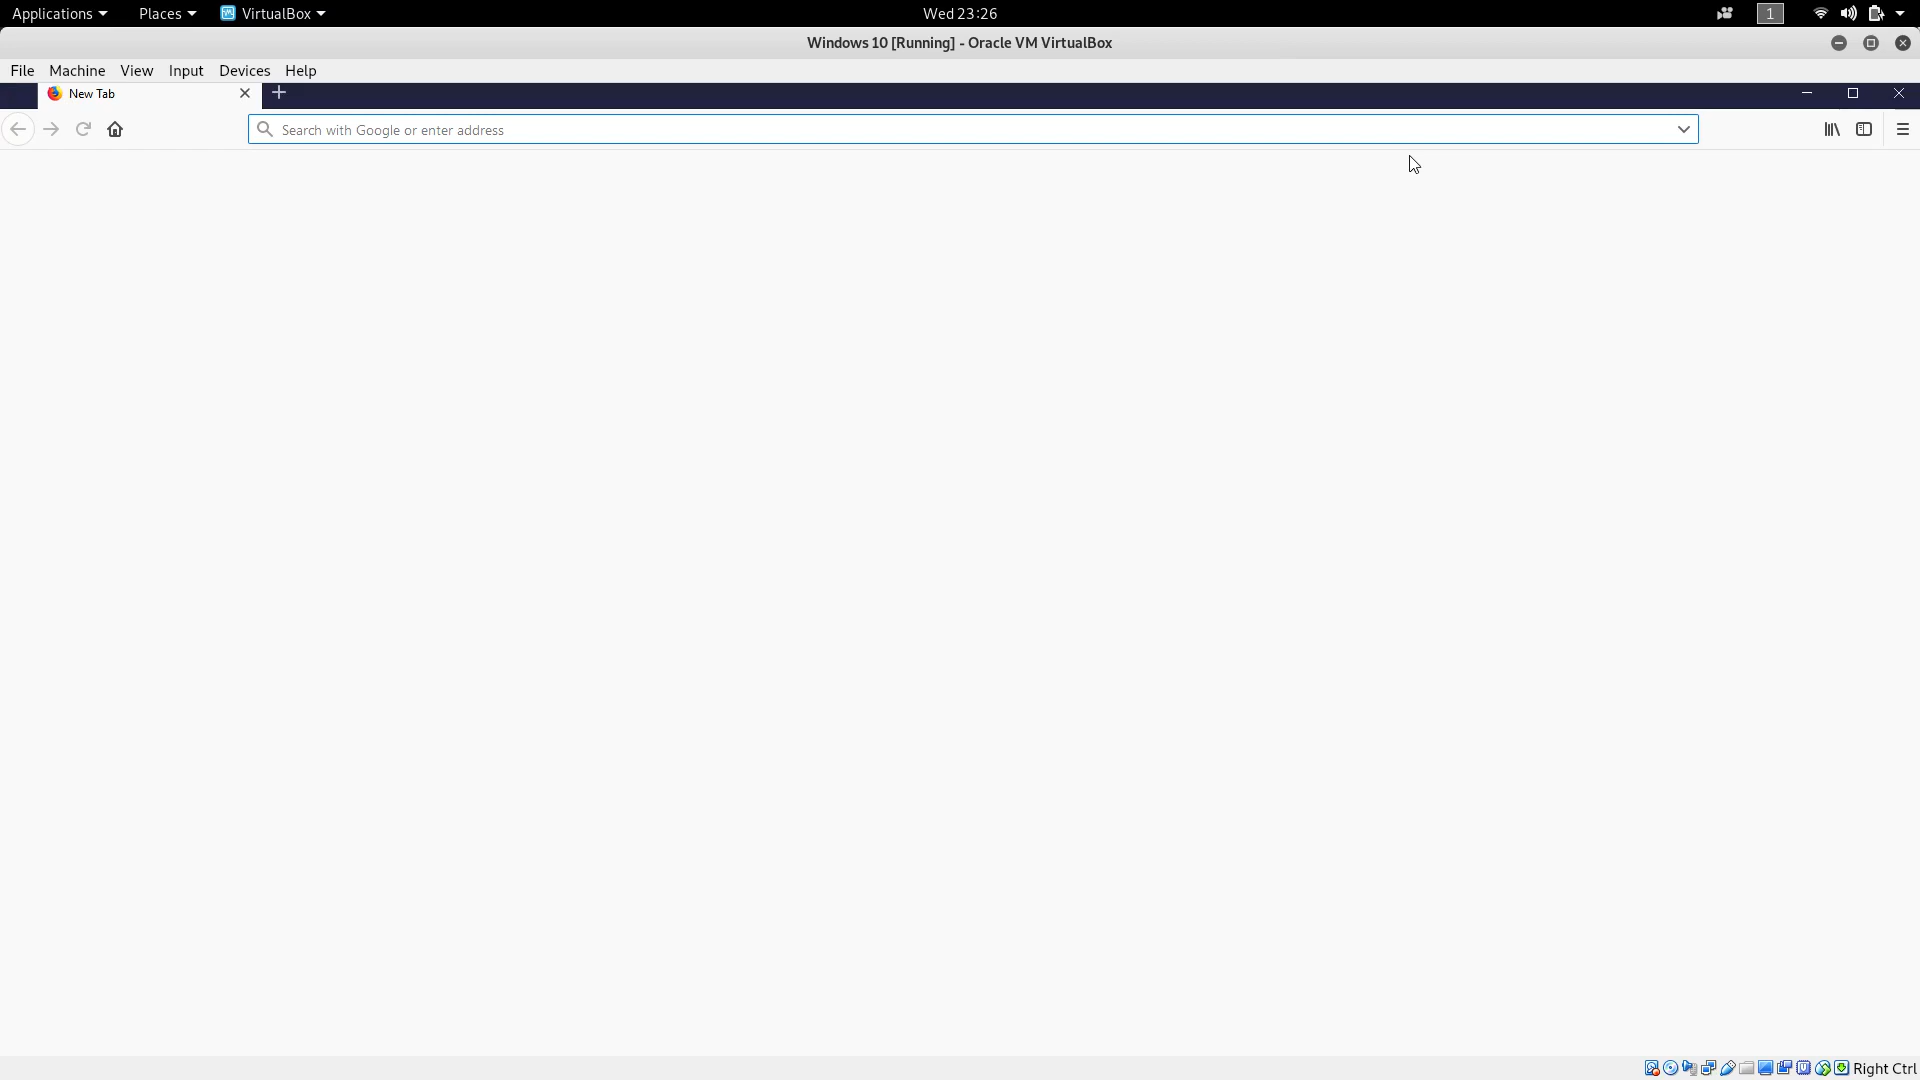 Applications Places VirtualBox Wed 23:26 1
Windows 10 [Running] - Oracle VM VirtualBox
File Machine View Input Devices Help
New Tab
Search with Google or enter address
Right Ctrl